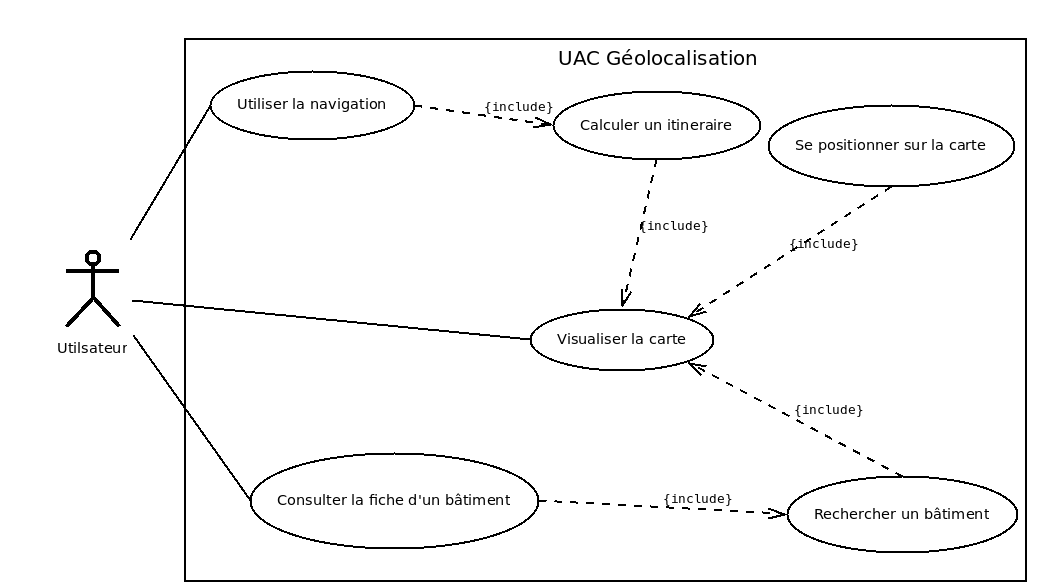 UAC Géolocalisation
Utiliser la navigation
{include}
Calculer un itineraire
Se positionner sur la carte
{include}
{include}
Utilsateur
Visualiser la carte
{include}
Consulter la fiche d'un bâtiment
{include}
Rechercher un bâtiment